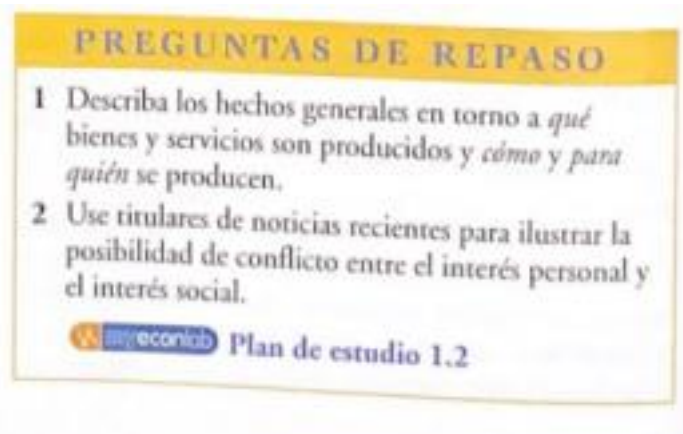 PREGUNTAS DE REPASO
1 Describa los hechos generales en torno a qué
bienes y servicios son producidos y cómo y para
quién se producen.
2 Use titulares de noticias recientes para ilustrar la
posibilidad de conflicto entre el interés personal y
el interés social.
myeconlab Plan de estudio 1.2